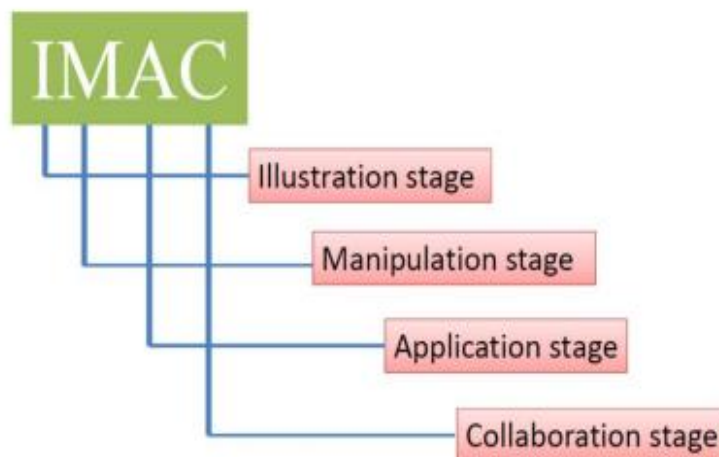 IMAC
Illustration stage
Manipulation stage
Application stage
Collaboration stage